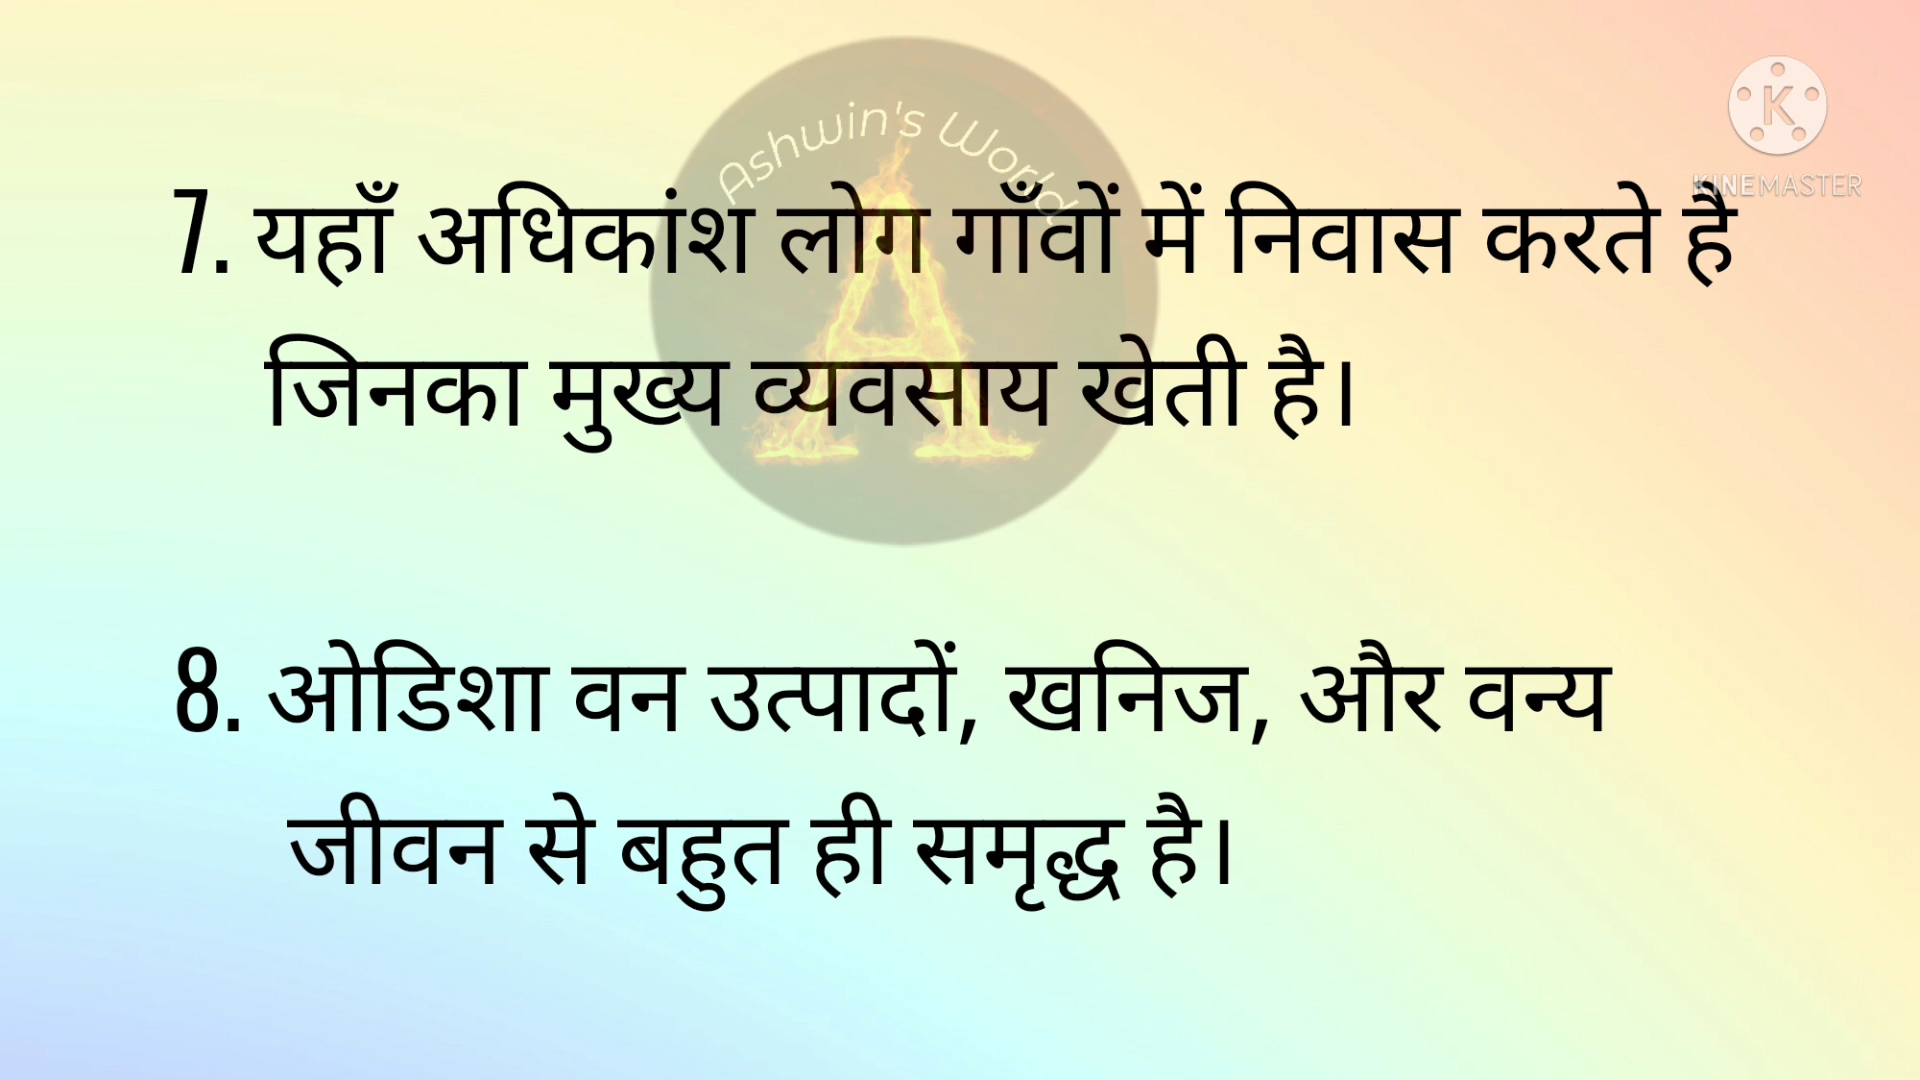 Ashwin's World
K
KINEMASTER
7. यहाँ अधिकांश लोग गाँवों में निवास करते है
जिनका मुख्य व्यवसाय खेती है।
A
8. ओडिशा वन उत्पादों, खनिज, और वन्य
जीवन से बहुत ही समृद्ध है।